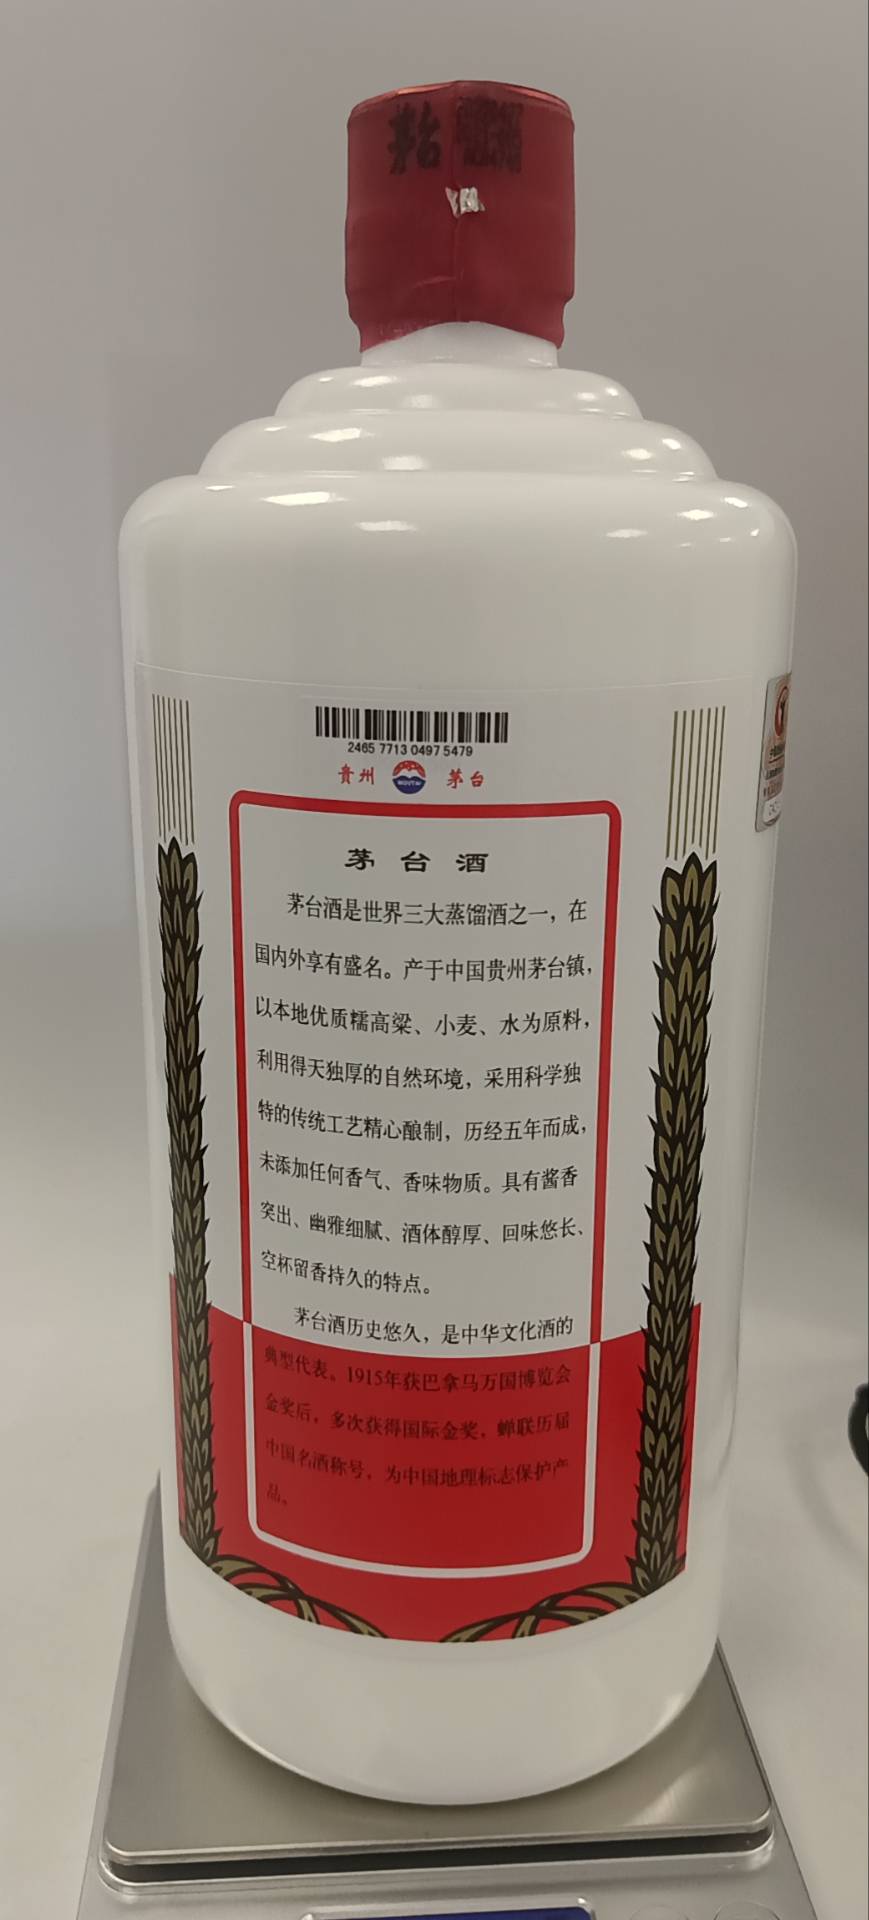 茅台
2465 7713 0497 5479
贵州 MOUTAI 茅台
茅台酒
茅台酒是世界三大蒸馏酒之一，在
国内外享有盛名。产于中国贵州茅台镇，
以本地优质糯高粱、小麦、水为原料，
利用得天独厚的自然环境，采用科学独
特的传统工艺精心酿制，历经五年而成，
未添加任何香气、香味物质。具有酱香
突出、幽雅细腻、酒体醇厚、回味悠长、
空杯留香持久的特点。
茅台酒历史悠久，是中华文化酒的
典型代表。1915年获巴拿马万国博览会
金奖后，多次获得国际金奖，蝉联历届
中国名酒称号，为中国地理标志保护产
品。